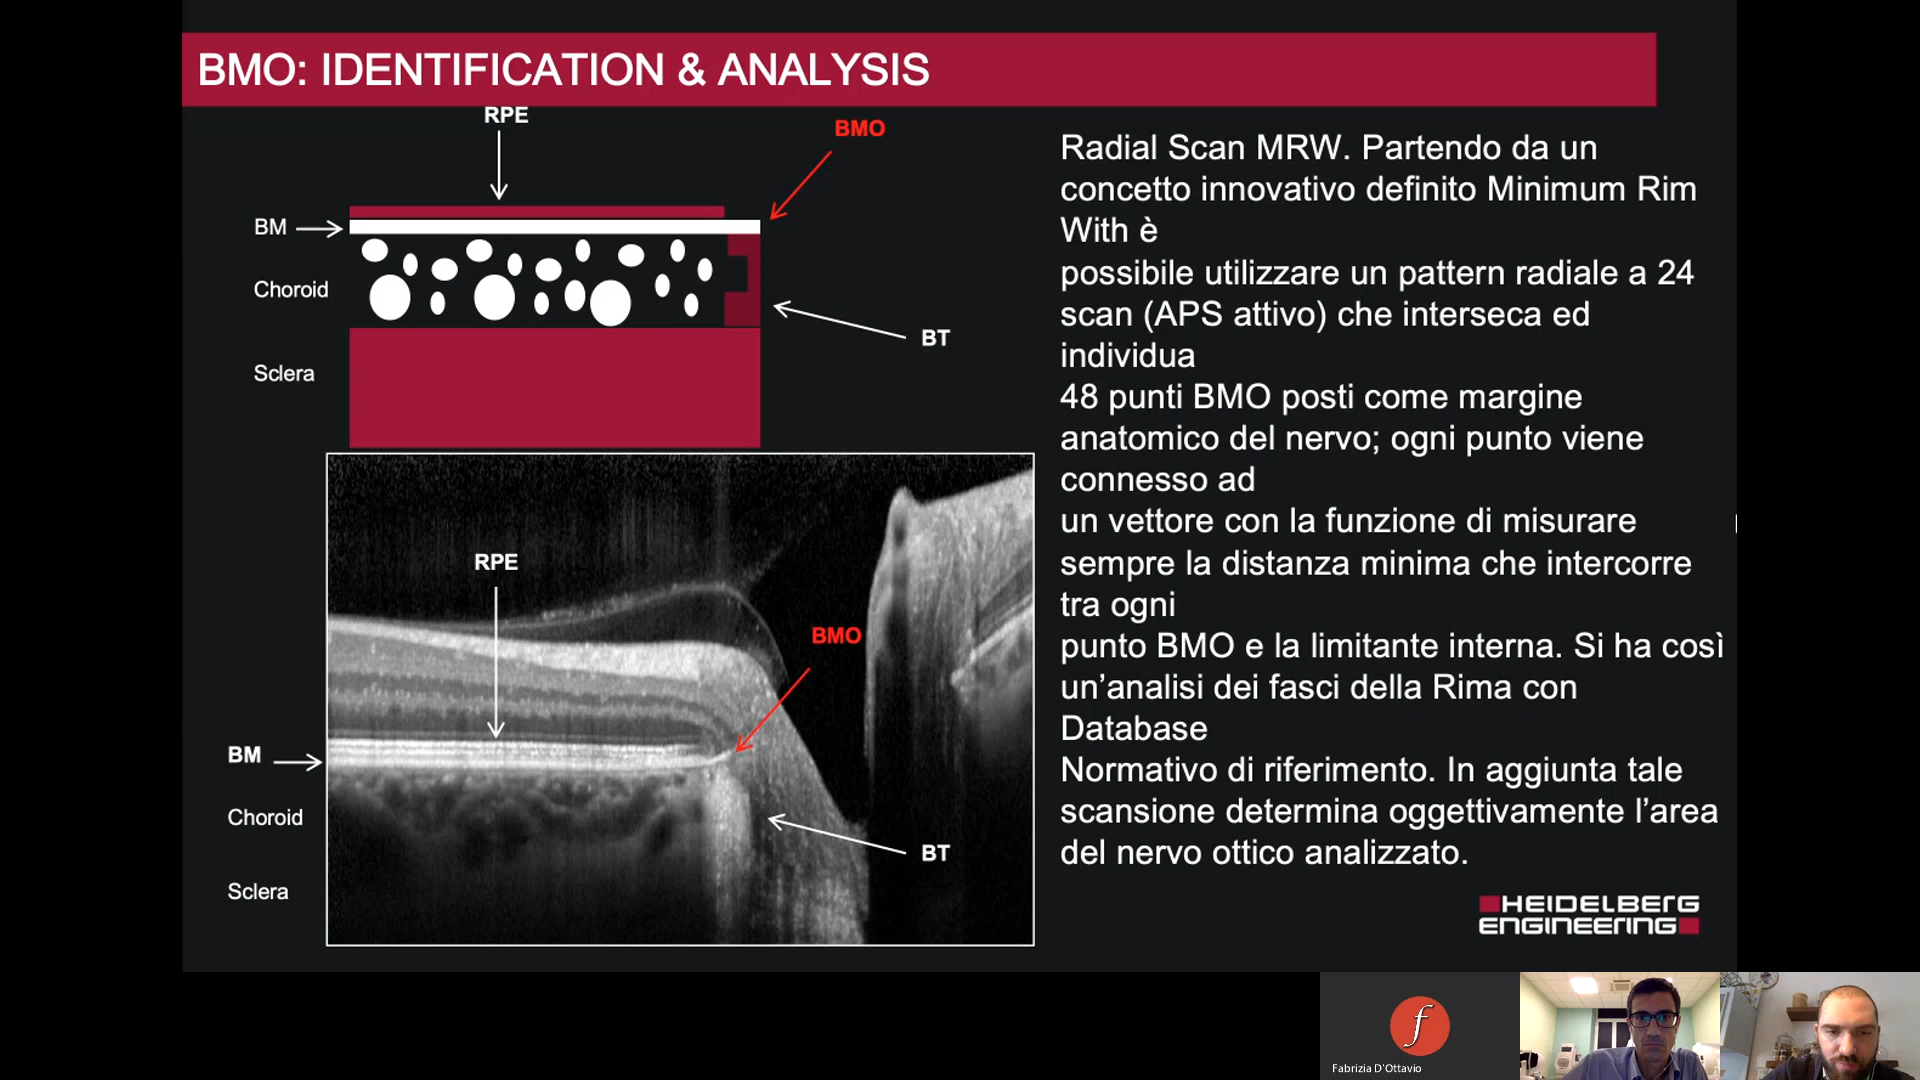 BMO: IDENTIFICATION & ANALYSIS
RPE
BMO
BM
Choroid
BT
Sclera
RPE
BMO
BM
Choroid
BT
Sclera
Radial Scan MRW. Partendo da un
concetto innovativo definito Minimum Rim
With è
possibile utilizzare un pattern radiale a 24
scan (APS attivo) che interseca ed
individua
48 punti BMO posti come margine
anatomico del nervo; ogni punto viene
connesso ad
un vettore con la funzione di misurare
sempre la distanza minima che intercorre
tra ogni
punto BMO e la limitante interna. Si ha così
un’analisi dei fasci della Rima con
Database
Normativo di riferimento. In aggiunta tale
scansione determina oggettivamente l’area
del nervo ottico analizzato.
HEIDELBERG
ENGINEERING
f
Fabrizia D'Ottavio